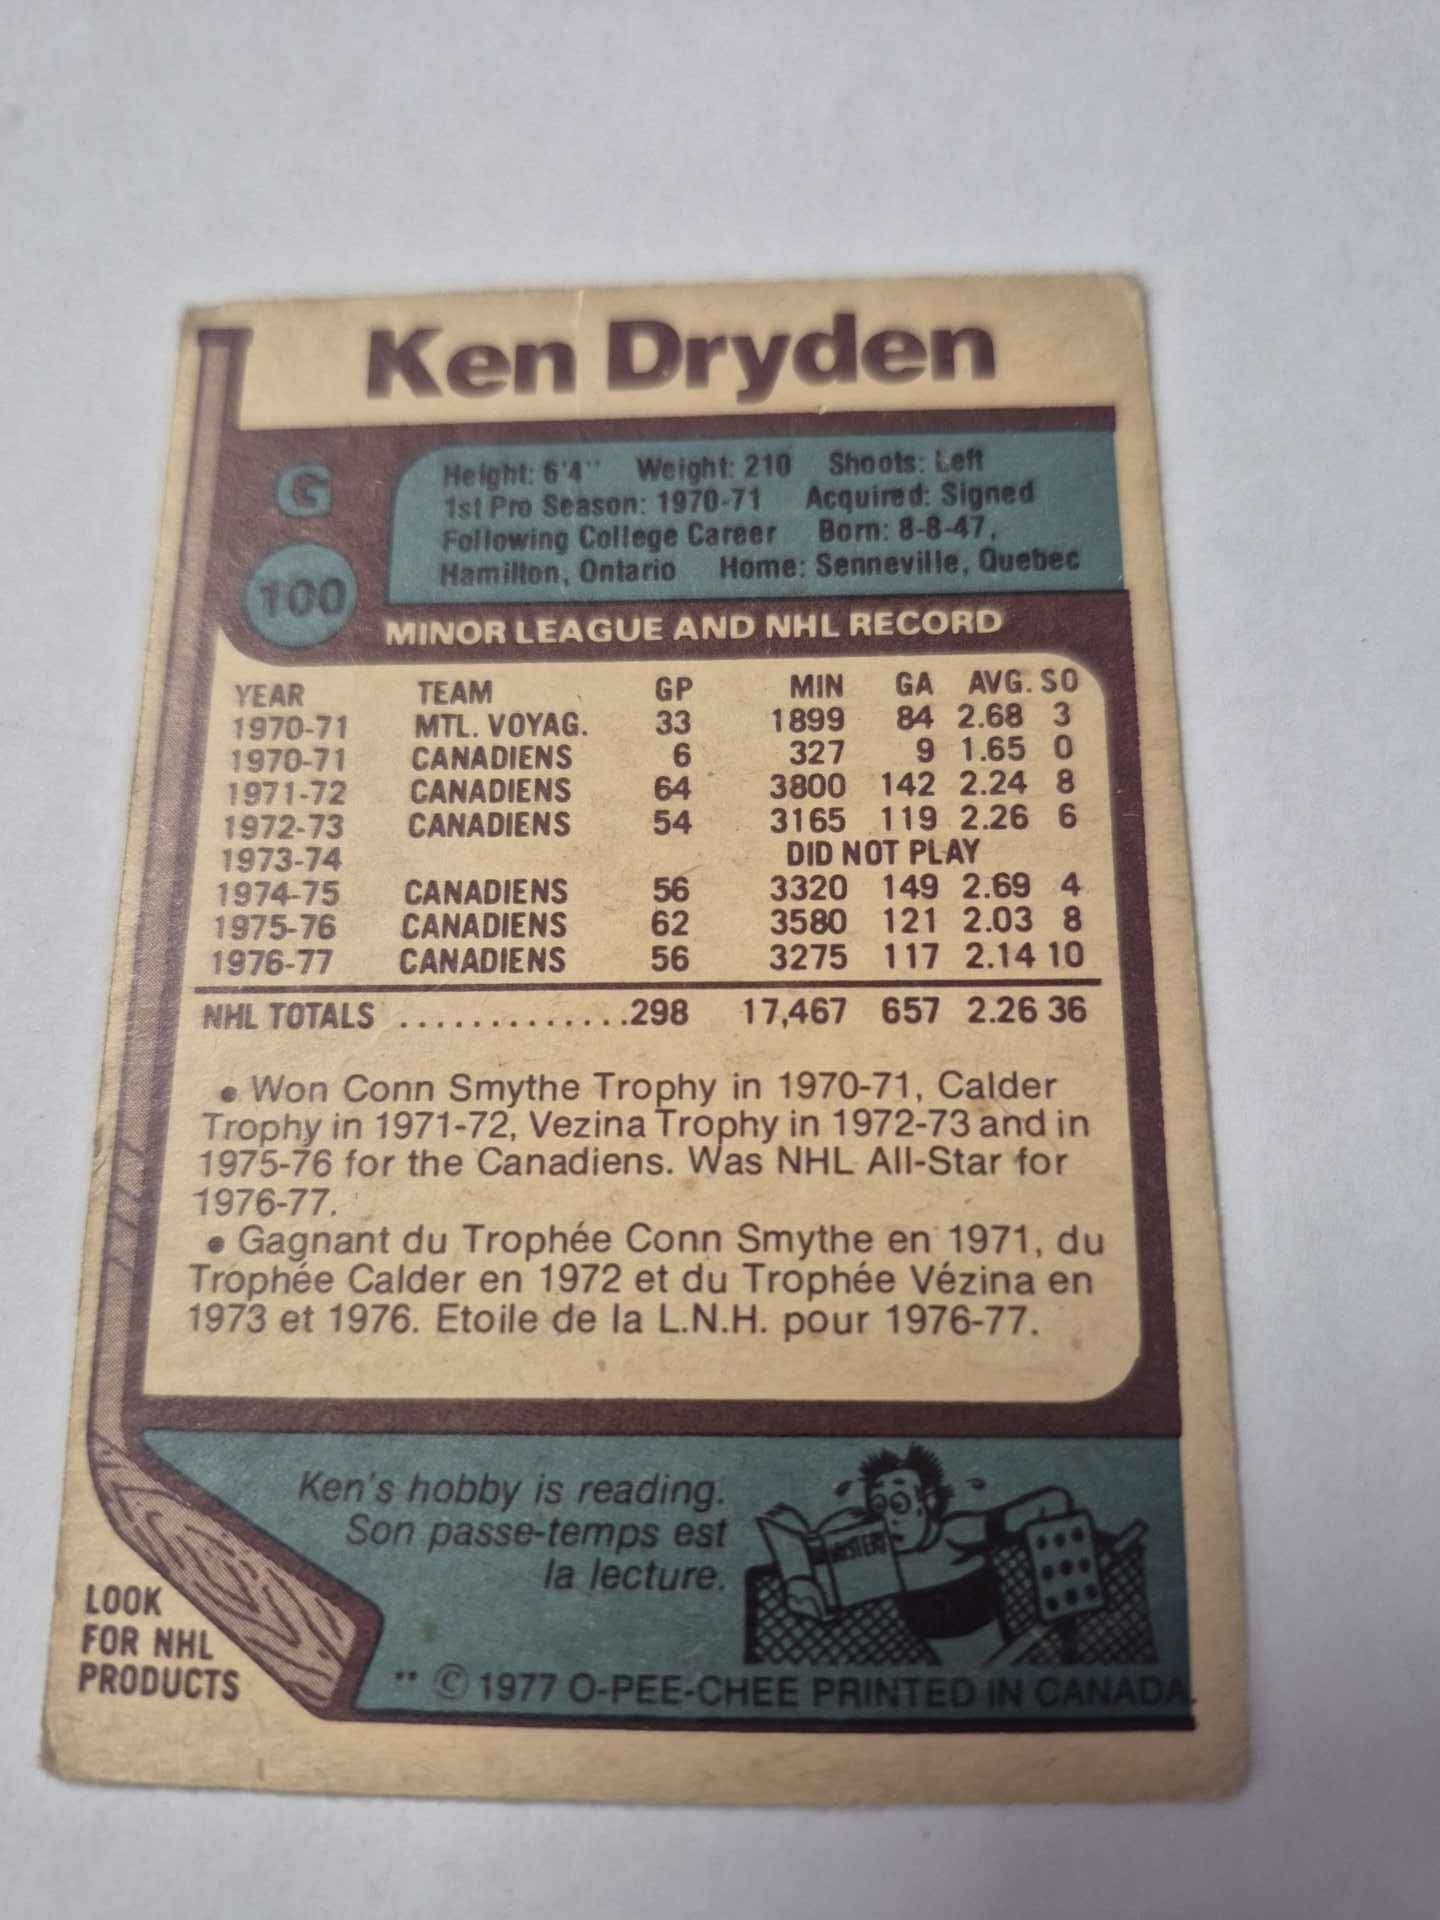 Ken Dryden
G
100
Height: 6'4" Weight: 210 Shoots: Left
1st Pro Season: 1970-71 Acquired: Signed
Following College Career Born: 8-8-47,
Hamilton, Ontario Home: Senneville, Quebec
MINOR LEAGUE AND NHL RECORD
YEAR TEAM GP MIN GA AVG. SO
1970-71 MTL. VOYAG. 33 1899 84 2.68 3
1970-71 CANADIENS 6 327 9 1.65 0
1971-72 CANADIENS 64 3800 142 2.24 8
1972-73 CANADIENS 54 3165 119 2.26 6
1973-74 DID NOT PLAY
1974-75 CANADIENS 56 3320 149 2.69 4
1975-76 CANADIENS 62 3580 121 2.03 8
1976-77 CANADIENS 56 3275 117 2.14 10
NHL TOTALS .............298 17,467 657 2.26 36
• Won Conn Smythe Trophy in 1970-71, Calder
Trophy in 1971-72, Vezina Trophy in 1972-73 and in
1975-76 for the Canadiens. Was NHL All-Star for
1976-77.
• Gagnant du Trophée Conn Smythe en 1971, du
Trophée Calder en 1972 et du Trophée Vézina en
1973 et 1976. Etoile de la L.N.H. pour 1976-77.
Ken's hobby is reading.
Son passe-temps est
la lecture.
MYSTERY
LOOK
FOR NHL
PRODUCTS
** © 1977 O-PEE-CHEE PRINTED IN CANADA